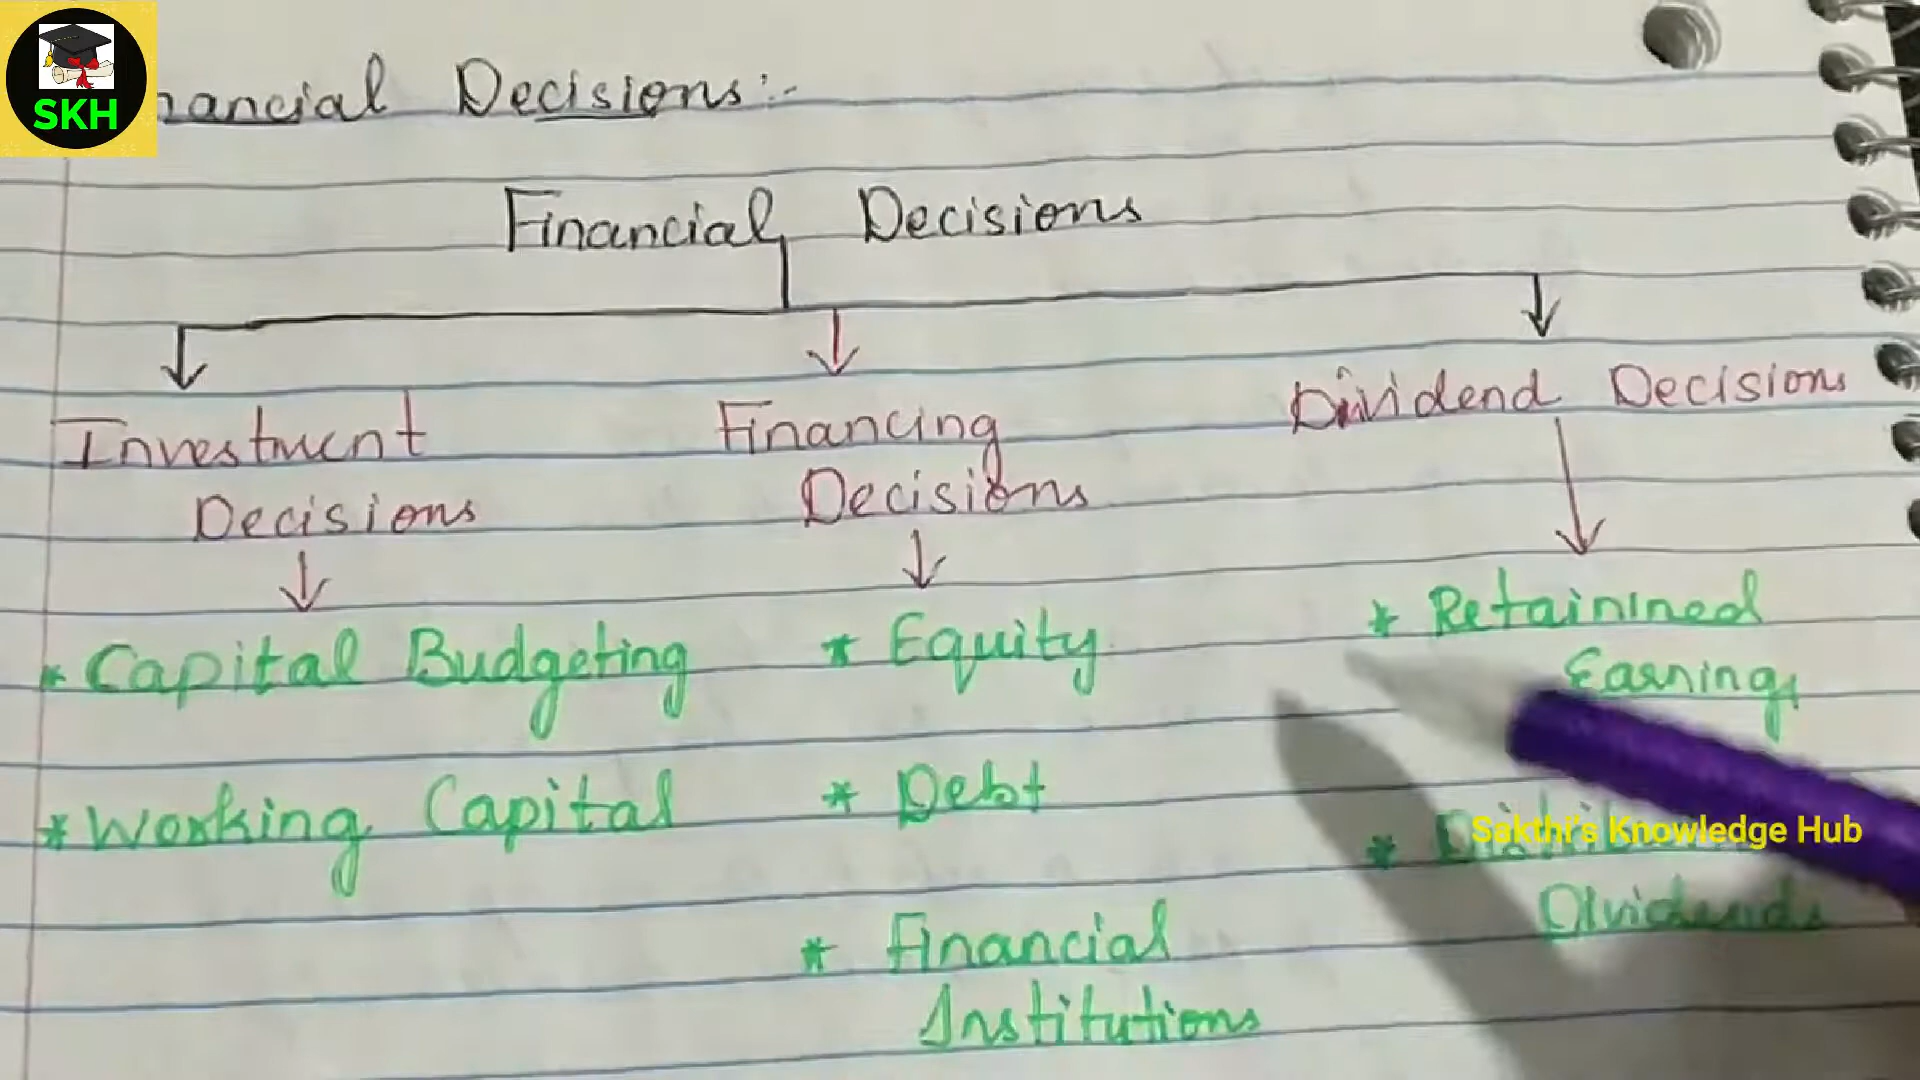 SKH
nancial Decisions:-
Financial Decisions
Investment
Decisions
Financing
Decisions
Dividend Decisions
* Capital Budgeting
* Working Capital
* Equity
* Debt
* Financial
Institutions
* Retainined
Earnings
*
Dividends
Sakthi's Knowledge Hub